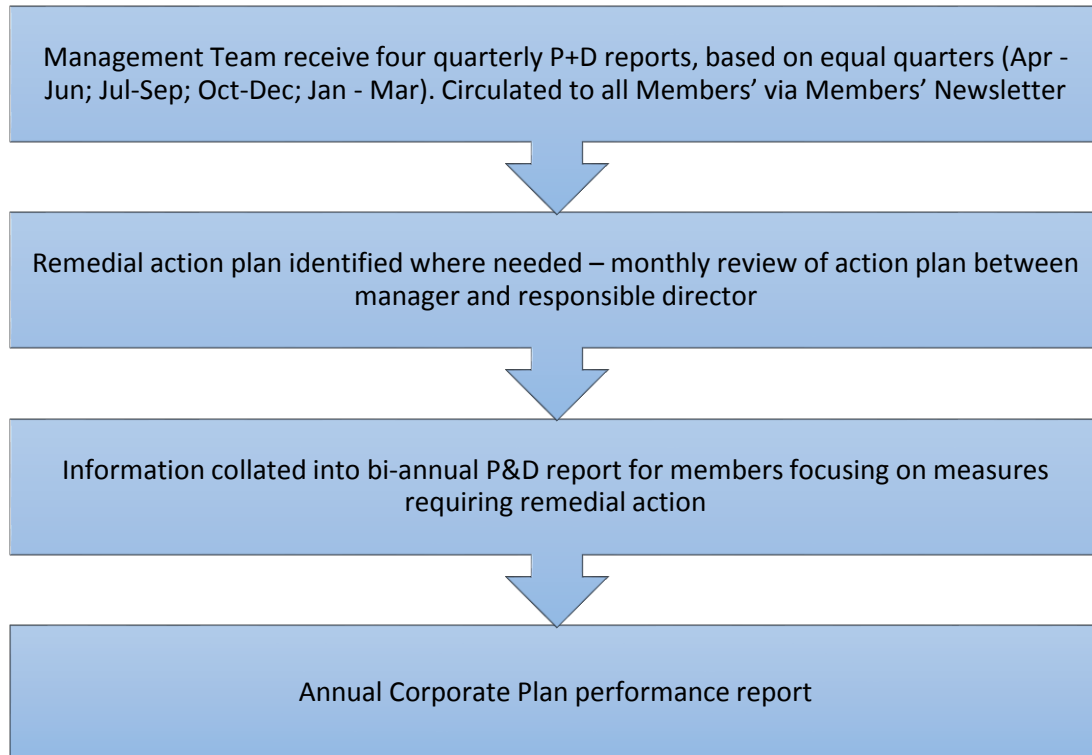 Management Team receive four quarterly P+D reports, based on equal quarters (Apr -
Jun; Jul-Sep; Oct-Dec; Jan - Mar). Circulated to all Members’ via Members’ Newsletter
Remedial action plan identified where needed – monthly review of action plan between
manager and responsible director
Information collated into bi-annual P&D report for members focusing on measures
requiring remedial action
Annual Corporate Plan performance report